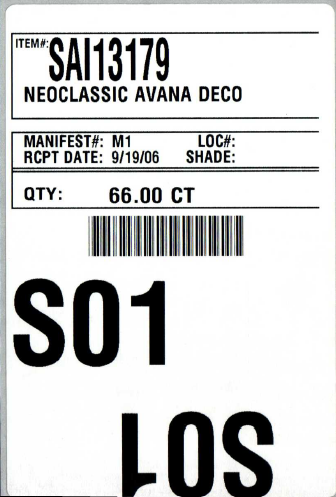 ITEM#: SAI13179
NEOCLASSIC AVANA DECO
MANIFEST#: M1 LOC#:
RCPT DATE: 9/19/06 SHADE:
QTY: 66.00 CT
S01
S01